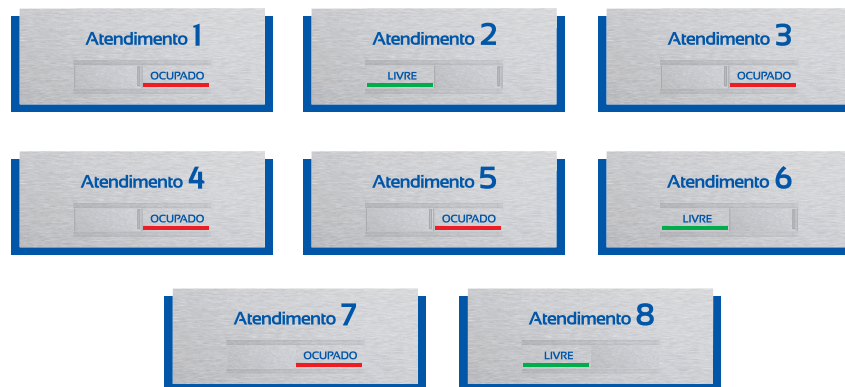 Atendimento 1
OCUPADO
Atendimento 2
LIVRE
Atendimento 3
OCUPADO
Atendimento 4
OCUPADO
Atendimento 5
OCUPADO
Atendimento 6
LIVRE
Atendimento 7
OCUPADO
Atendimento 8
LIVRE